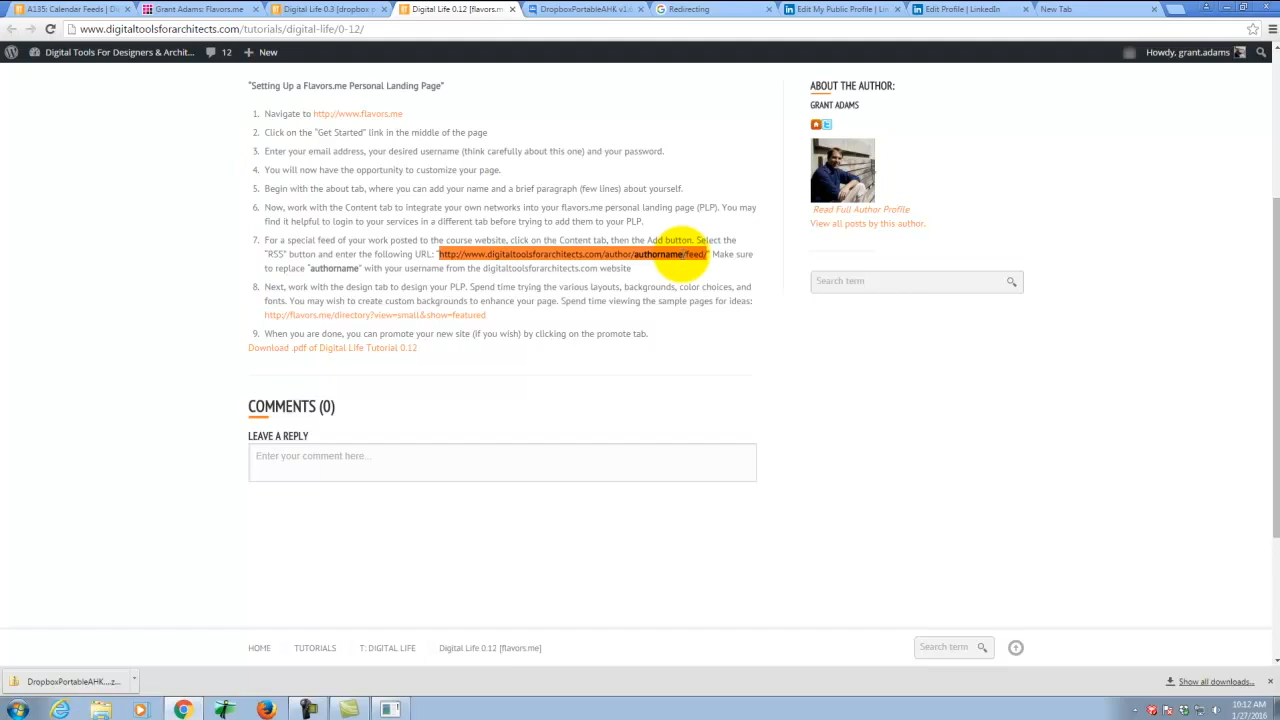 A135: Calendar Feeds | Di
Grant Adams: Flavors.me
Digital Life 0.3 [dropbox p
Digital Life 0.12 [flavors.m
DropboxPortableAHK v1.6
Redirecting
Edit My Public Profile | Lin
Edit Profile | LinkedIn
New Tab
www.digitaltoolsforarchitects.com/tutorials/digital-life/0-12/
Digital Tools For Designers & Archit...
12
+ New
Howdy, grant.adams
"Setting Up a Flavors.me Personal Landing Page"
1. Navigate to http://www.flavors.me
2. Click on the "Get Started" link in the middle of the page
3. Enter your email address, your desired username (think carefully about this one) and your password.
4. You will now have the opportunity to customize your page.
5. Begin with the about tab, where you can add your name and a brief paragraph (few lines) about yourself.
6. Now, work with the Content tab to integrate your own networks into your flavors.me personal landing page (PLP). You may
find it helpful to login to your services in a different tab before trying to add them to your PLP.
7. For a special feed of your work posted to the course website, click on the Content tab, then the Add button. Select the
"RSS" button and enter the following URL: "http://www.digitaltoolsforarchitects.com/author/authorname/feed/" Make sure
to replace "authorname" with your username from the digitaltoolsforarchitects.com website
8. Next, work with the design tab to design your PLP. Spend time trying the various layouts, backgrounds, color choices, and
fonts. You may wish to create custom backgrounds to enhance your page. Spend time viewing the sample pages for ideas:
http://flavors.me/directory?view=small&show=featured
9. When you are done, you can promote your new site (if you wish) by clicking on the promote tab.
Download .pdf of Digital LIfe Tutorial 0.12
COMMENTS (0)
LEAVE A REPLY
Enter your comment here...
ABOUT THE AUTHOR:
GRANT ADAMS
Read Full Author Profile
View all posts by this author.
Search term
HOME
TUTORIALS
T: DIGITAL LIFE
Digital Life 0.12 [flavors.me]
Search term
DropboxPortableAHK....z...
Show all downloads...
10:12 AM
1/27/2016